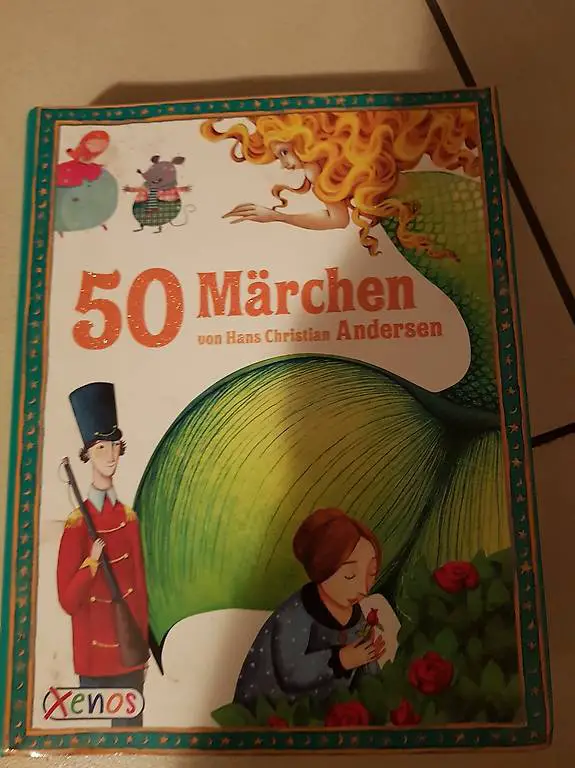 50 Märchen
von Hans Christian Andersen
xenos